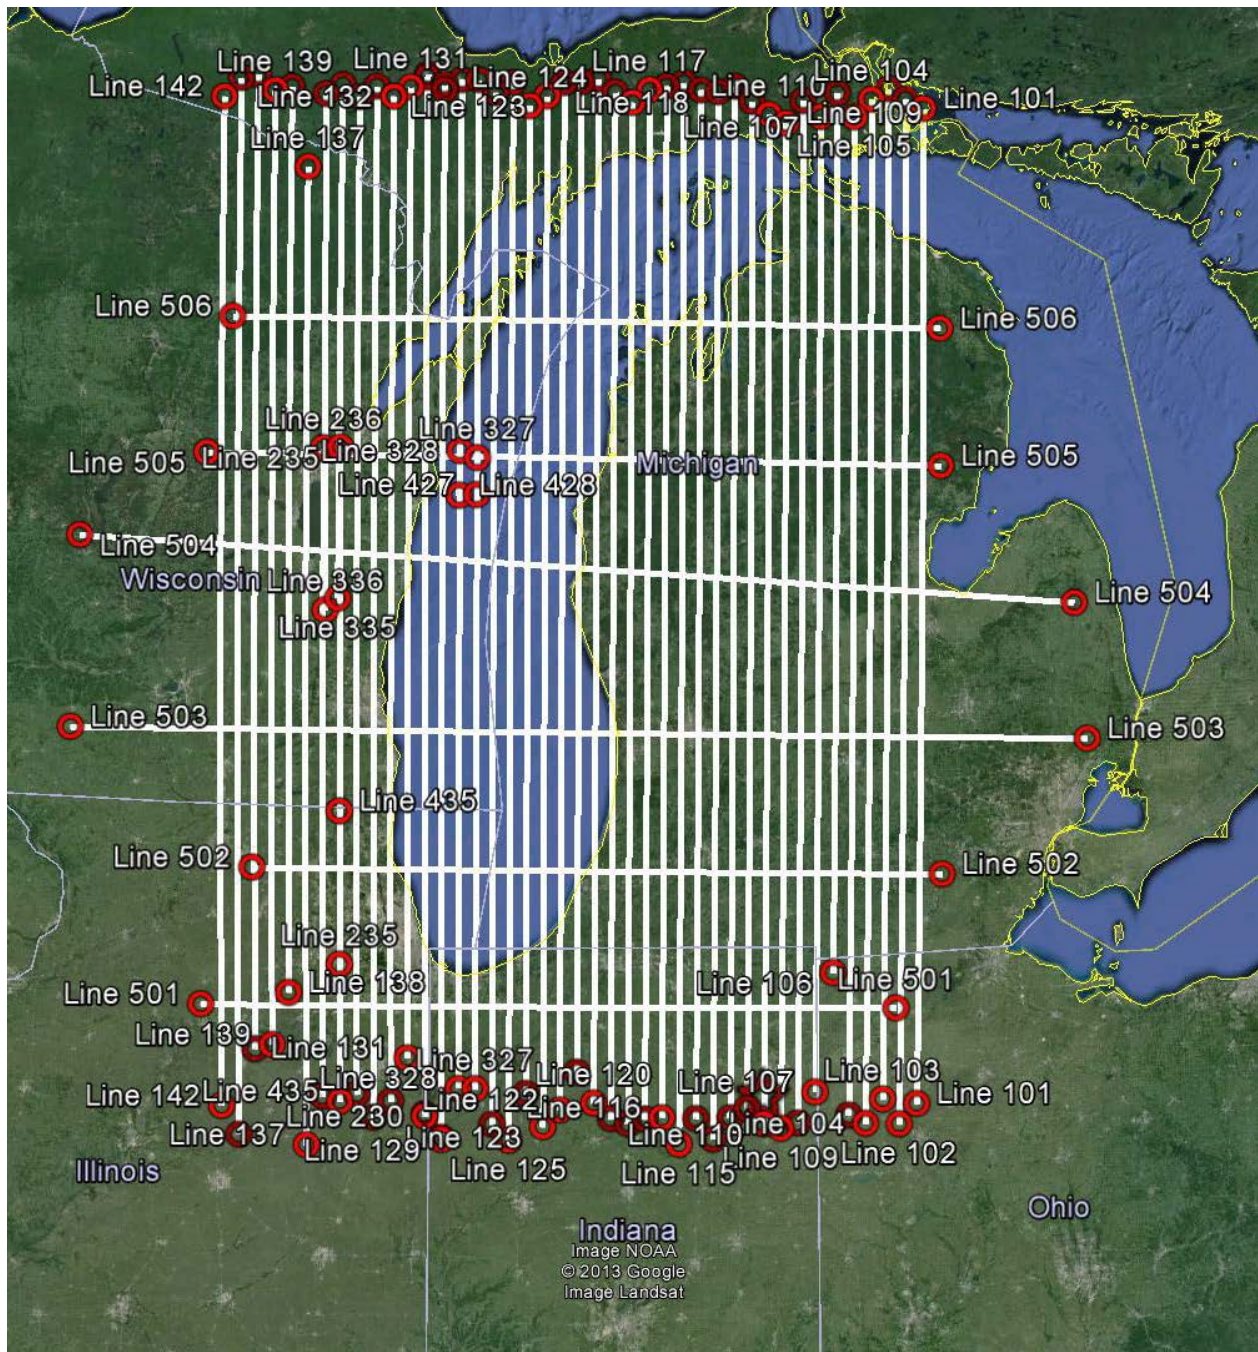 Line 139
Line 131
Line 117
Line 142
Line 124
Line 110
Line 104
Line 132
Line 123
Line 118
Line 101
Line 107
Line 109
Line 137
Line 105
Line 506
Line 506
Line 236
Line 327
Line 505
Line 235
Line 328
Michigan
Line 505
Line 427
Line 428
Line 504
Wisconsin
Line 336
Line 504
Line 335
Line 503
Line 503
Line 435
Line 502
Line 502
Line 235
Line 138
Line 106
Line 501
Line 501
Line 139
Line 131
Line 327
Line 120
Line 107
Line 103
Line 142
Line 435
Line 328
Line 122
Line 116
Line 101
Line 137
Line 230
Line 123
Line 110
Line 104
Line 102
Line 129
Line 125
Line 115
Line 109
Illinois
Indiana
Ohio
Image NOAA
© 2013 Google
Image Landsat